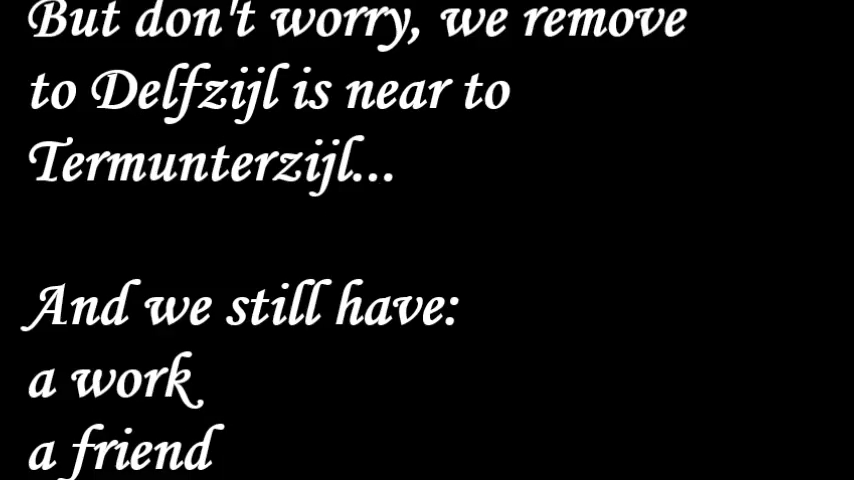 But don't worry, we remove
to Delfzijl is near to
Termunterzijl...
And we still have:
a work
a friend